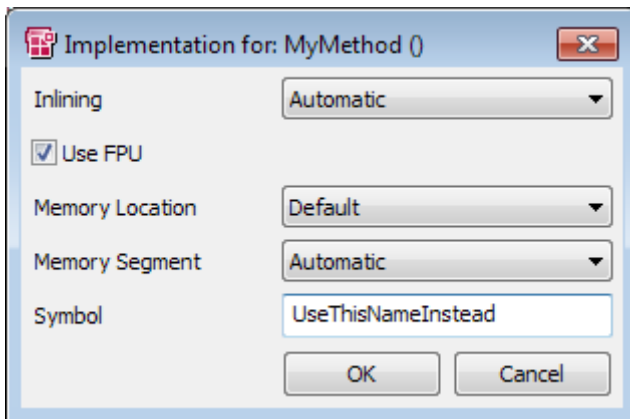 Implementation for: MyMethod ()
Inlining Automatic
Use FPU
Memory Location Default
Memory Segment Automatic
Symbol UseThisNameInstead
OK Cancel